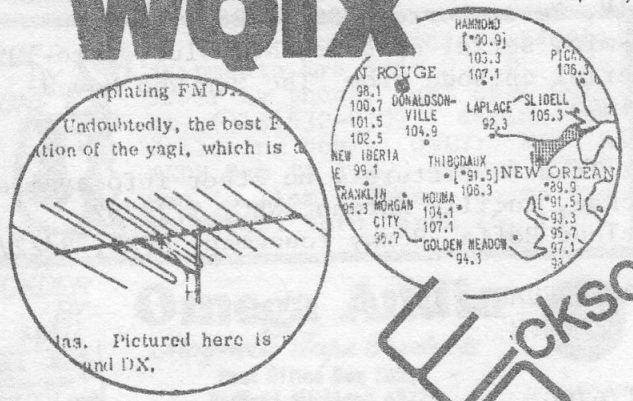 WQIX
nplating FM D
Undoubtedly, the best F
tion of the yagi, which is a
las. Pictured here is
and DX,
HAMMOND
[*90.9]
103.3
107.1
PICA
106.3
N ROUGE
98.1
100.7
101.5
102.5
DONALDSON-
VILLE
104.9
LAPLACE
92.3
SLIDELL
105.3
NEW IBERIA
99.1
THIBODAUX
[*91.5]
106.3
NEW ORLEAN
*89.9
[*91.5]
93.3
95.7
97.1
93
FRANKLIN
95.3
MORGAN
CITY
96.7
HOUMA
104.1
107.1
GOLDEN MEADOW
94.3
ckso